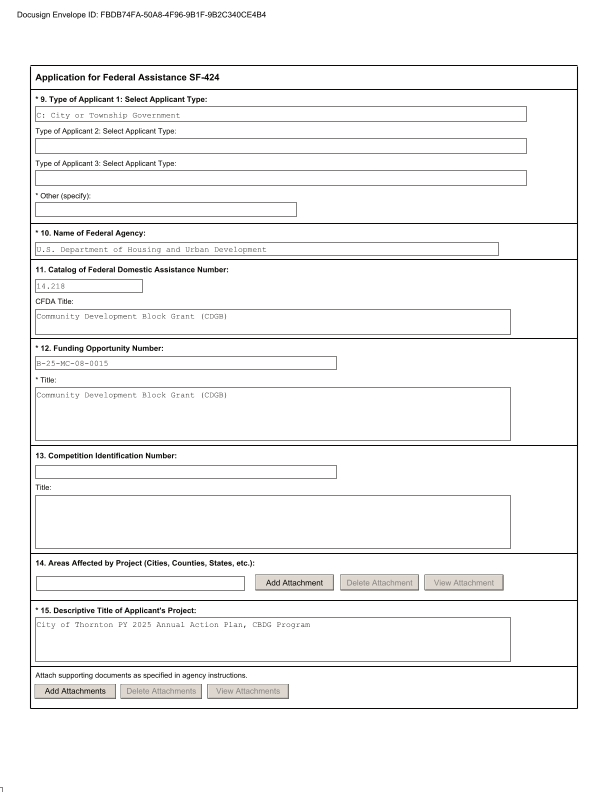 Docusign Envelope ID: FBDB74FA-50A8-4F96-9B1F-9B2C340CE4B4
Application for Federal Assistance SF-424
* 9. Type of Applicant 1: Select Applicant Type:
C: City or Township Government
Type of Applicant 2: Select Applicant Type:
Type of Applicant 3: Select Applicant Type:
* Other (specify):
* 10. Name of Federal Agency:
U.S. Department of Housing and Urban Development
11. Catalog of Federal Domestic Assistance Number:
14.218
CFDA Title:
Community Development Block Grant (CDGB)
* 12. Funding Opportunity Number:
B-25-MC-08-0015
* Title:
Community Development Block Grant (CDGB)
13. Competition Identification Number:
Title:
14. Areas Affected by Project (Cities, Counties, States, etc.):
Add Attachment Delete Attachment View Attachment
* 15. Descriptive Title of Applicant's Project:
City of Thornton PY 2025 Annual Action Plan, CBDG Program
Attach supporting documents as specified in agency instructions.
Add Attachments Delete Attachments View Attachments